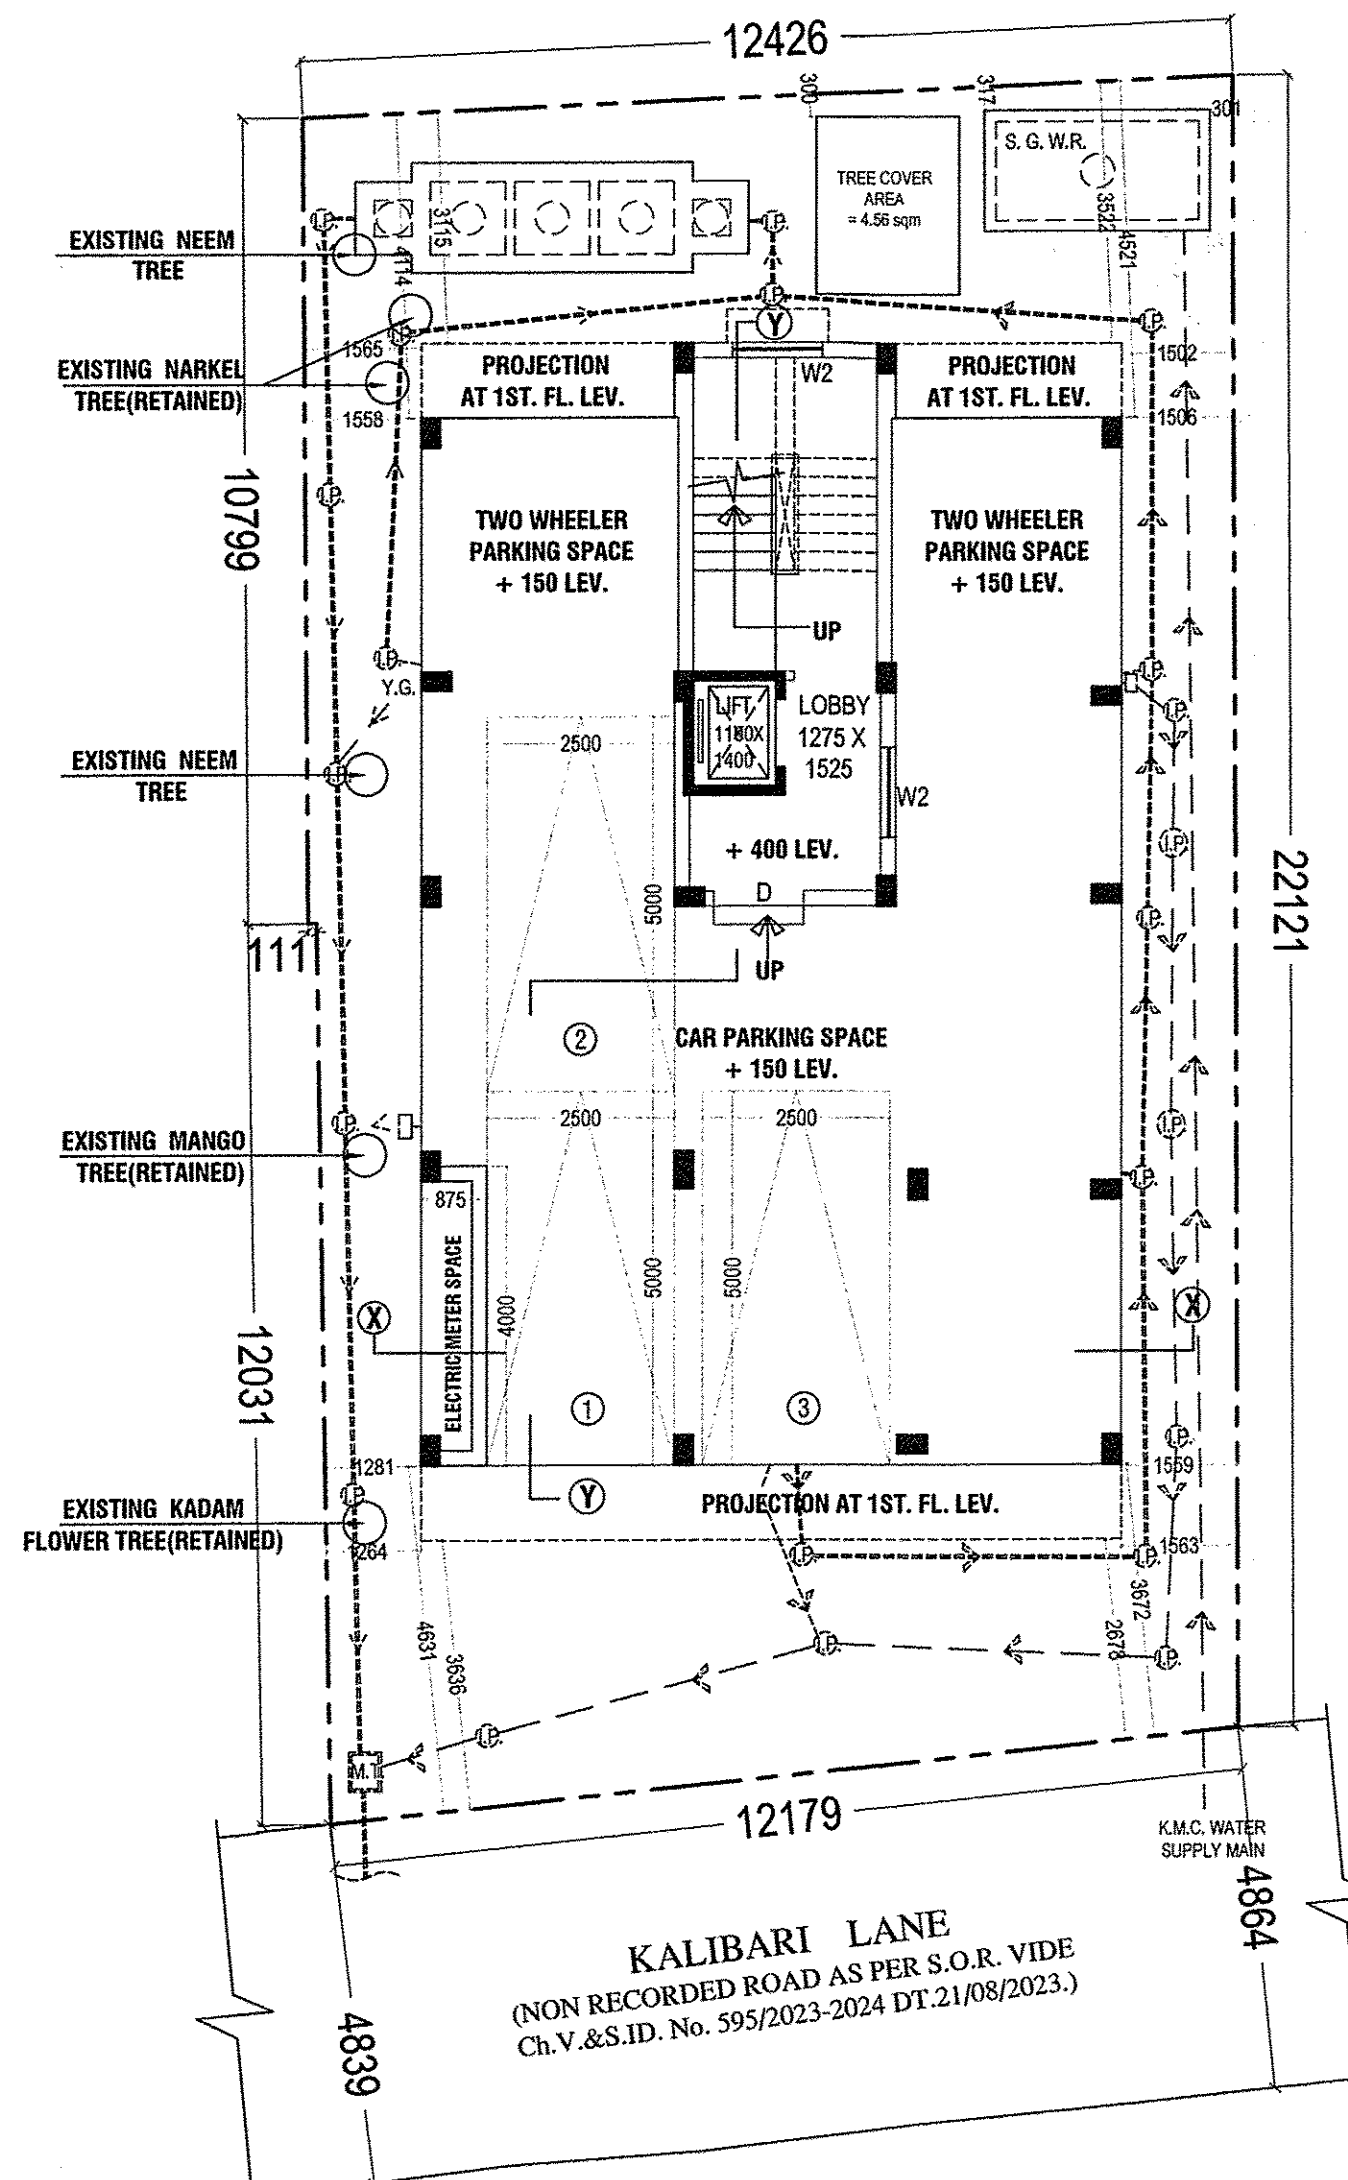 12426
300
317
301
S. G. W.R.
TREE COVER
AREA
= 4.56 sqm
3522
4521
I.P.
I.P.
3715
4114
EXISTING NEEM
TREE
I.P.
I.P.
I.P.
Y
1565
1502
PROJECTION
AT 1ST. FL. LEV.
W2
PROJECTION
AT 1ST. FL. LEV.
EXISTING NARKEL
TREE(RETAINED)
1558
1506
10799
I.P.
TWO WHEELER
PARKING SPACE
+ 150 LEV.
TWO WHEELER
PARKING SPACE
+ 150 LEV.
UP
I.P.
Y.G.
I.P.
I.P.
LIFT
1180X
1400
LOBBY
1275 X
1525
2500
EXISTING NEEM
TREE
I.P.
W2
I.P.
+ 400 LEV.
22121
5000
D
I.P.
111
UP
2
CAR PARKING SPACE
+ 150 LEV.
2500
2500
I.P.
I.P.
EXISTING MANGO
TREE(RETAINED)
I.P.
875
ELECTRIC METER SPACE
4000
5000
5000
X
X
12031
1
3
I.P.
1281
1559
I.P.
Y
PROJECTION AT 1ST. FL. LEV.
EXISTING KADAM
FLOWER TREE(RETAINED)
1264
1563
I.P.
I.P.
3672
2678
4631
3636
I.P.
I.P.
I.P.
M.T.
12179
K.M.C. WATER
SUPPLY MAIN
4864
4839
KALIBARI LANE
(NON RECORDED ROAD AS PER S.O.R. VIDE
Ch.V.&S.ID. No. 595/2023-2024 DT.21/08/2023.)